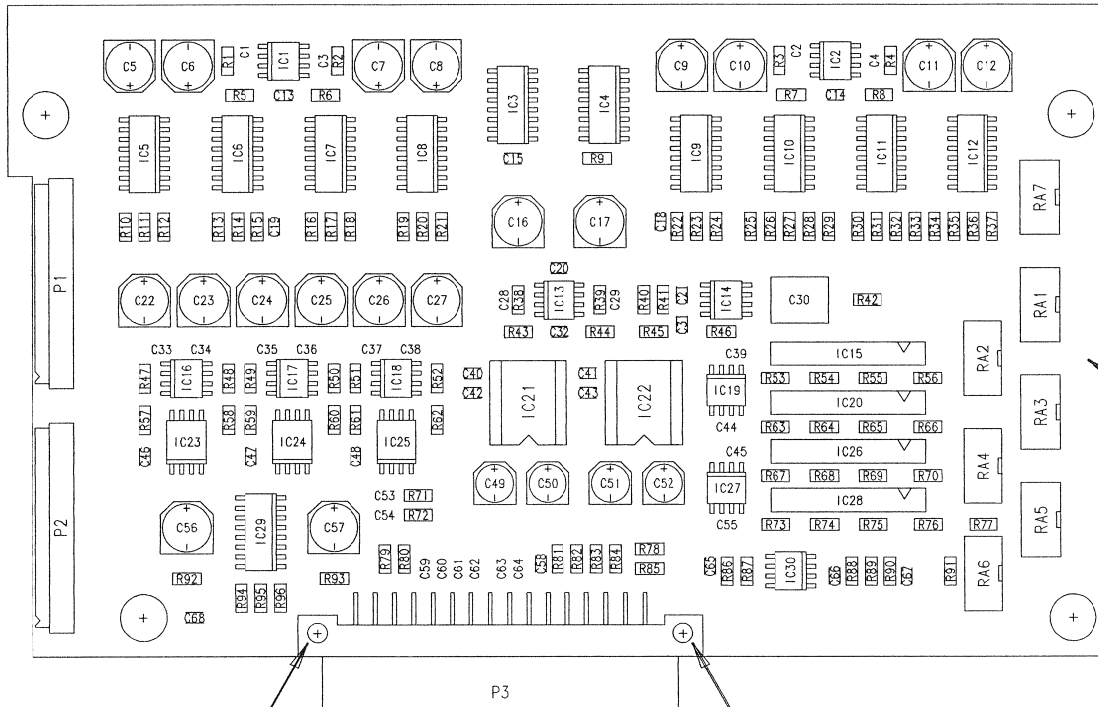 C5 C6 R1 C1 IC1 C3 R2 C7 C8 C9 C10 R3 C2 IC2 C4 R4 C11 C12
R5 C13 R6 IC3 IC4 R7 C14 R8
IC5 IC6 IC7 IC8 C15 R9 IC9 IC10 IC11 IC12
RA7
R10 R11 R12 R13 R14 R15 C19 R16 R17 R18 R19 R20 R21 C16 C17 C18 R22 R23 R24 R25 R26 R27 R28 R29 R30 R31 R32 R33 R34 R35 R36 R37
P1
C20
C22 C23 C24 C25 C26 C27 C28 R38 IC13 R39 C29 R40 R41 C21 IC14 C30 R42 RA1
R43 C32 R44 R45 C31 R46
C33 C34 C35 C36 C37 C38 C39 IC15 RA2
R47 IC16 R48 R49 IC17 R50 R51 IC18 R52 C40 C41 R53 R54 R55 R56
C42 IC21 C43 IC22 IC19 IC20 RA3
R57 R58 R59 R60 R61 R62 C44 R63 R64 R65 R66
C46 IC23 C47 IC24 C48 IC25 C45 IC26 RA4
R67 R68 R69 R70
C49 C50 C51 C52 IC27 IC28
C53 R71
C54 R72 C55 R73 R74 R75 R76 R77 RA5
P2
C56 IC29 C57
R79 R80 C59 C60 C61 C62 C63 C64 C58 R81 R82 R83 R84 R78 C65 R86 R87 IC30 C66 R88 R89 R90 C67 R91 RA6
R92 R93 R85
R94 R95 R96
C68
P3